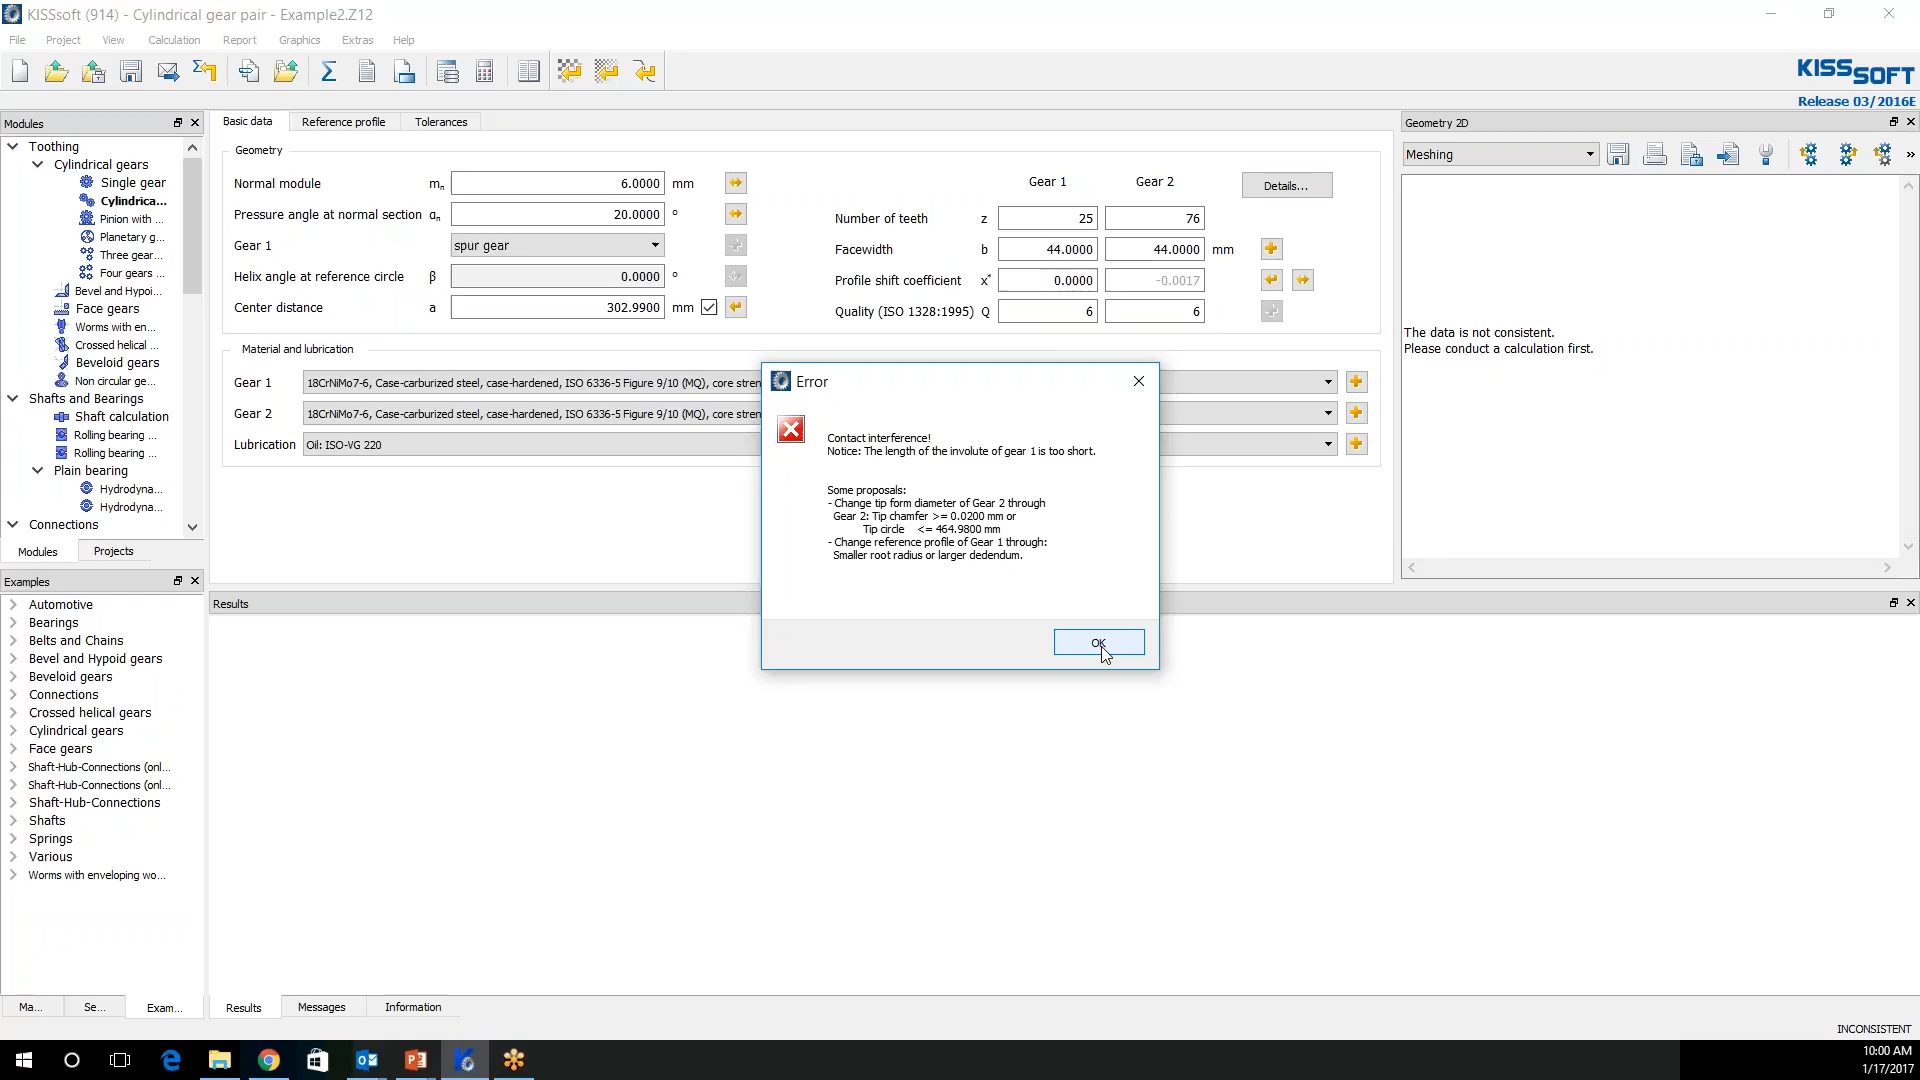 KISSsoft (914) - Cylindrical gear pair - Example2.Z12
File Project View Calculation Report Graphics Extras Help
KISSSOFT
Release 03/2016E
Modules
Toothing
Cylindrical gears
Single gear
Cylindrica...
Pinion with ...
Planetary g...
Three gear...
Four gears ...
Bevel and Hypoi...
Face gears
Worms with en...
Crossed helical ...
Beveloid gears
Non circular ge...
Shafts and Bearings
Shaft calculation
Rolling bearing ...
Rolling bearing ...
Plain bearing
Hydrodyna...
Hydrodyna...
Connections
Modules Projects
Examples
Automotive
Bearings
Belts and Chains
Bevel and Hypoid gears
Beveloid gears
Connections
Crossed helical gears
Cylindrical gears
Face gears
Shaft-Hub-Connections (onl...
Shaft-Hub-Connections (onl...
Shaft-Hub-Connections
Shafts
Springs
Various
Worms with enveloping wo...
Ma... Se... Exam...
Basic data Reference profile Tolerances
Geometry
Normal module mn 6.0000 mm
Pressure angle at normal section αn 20.0000 °
Gear 1 spur gear
Helix angle at reference circle β 0.0000 °
Center distance a 302.9900 mm
Gear 1 Gear 2 Details...
Number of teeth z 25 76
Facewidth b 44.0000 44.0000 mm
Profile shift coefficient x* 0.0000 -0.0017
Quality (ISO 1328:1995) Q 6 6
Material and lubrication
Gear 1 18CrNiMo7-6, Case-carburized steel, case-hardened, ISO 6336-5 Figure 9/10 (MQ), core stren
Gear 2 18CrNiMo7-6, Case-carburized steel, case-hardened, ISO 6336-5 Figure 9/10 (MQ), core stren
Lubrication Oil: ISO-VG 220
Error
Contact interference!
Notice: The length of the involute of gear 1 is too short.
Some proposals:
- Change tip form diameter of Gear 2 through
Gear 2: Tip chamfer >= 0.0200 mm or
Tip circle <= 464.9800 mm
- Change reference profile of Gear 1 through:
Smaller root radius or larger dedendum.
OK
Geometry 2D
Meshing
»
The data is not consistent.
Please conduct a calculation first.
Results
Results Messages Information
INCONSISTENT
10:00 AM
1/17/2017